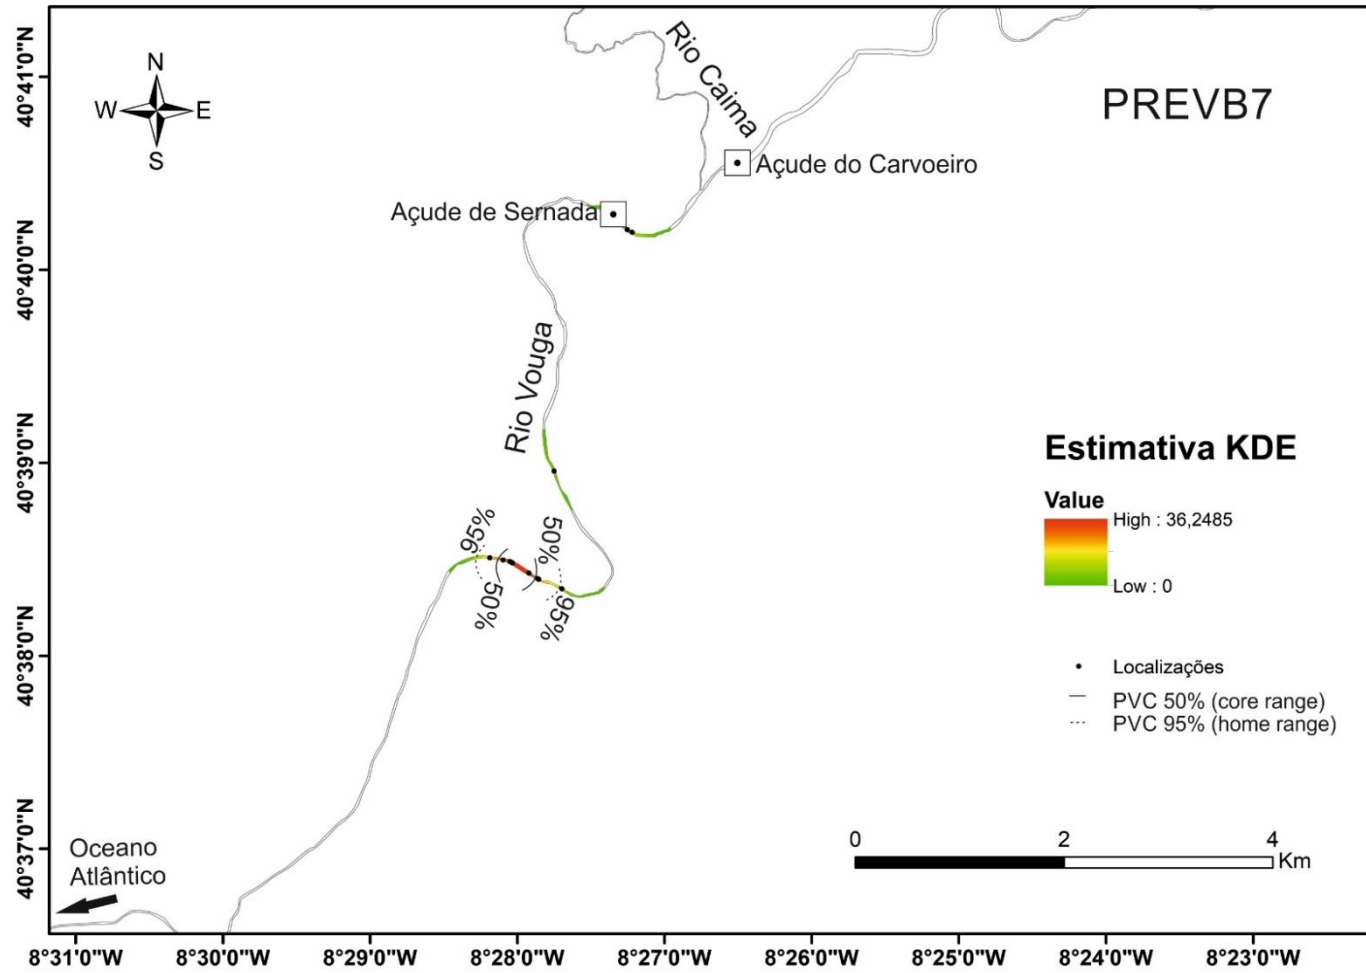 N
W E
S
PREVB7
Rio Caima
Açude do Carvoeiro
Açude de Sernada
Rio Vouga
95%
50%
50%
95%
Estimativa KDE
Value
High : 36,2485
Low : 0
Localizações
PVC 50% (core range)
PVC 95% (home range)
0 2 4
Km
Oceano
Atlântico
40°41'0"N
40°40'0"N
40°39'0"N
40°38'0"N
40°37'0"N
8°31'0"W 8°30'0"W 8°28'0"W 8°28'0"W 8°27'0"W 8°26'0"W 8°25'0"W 8°24'0"W 8°23'0"W